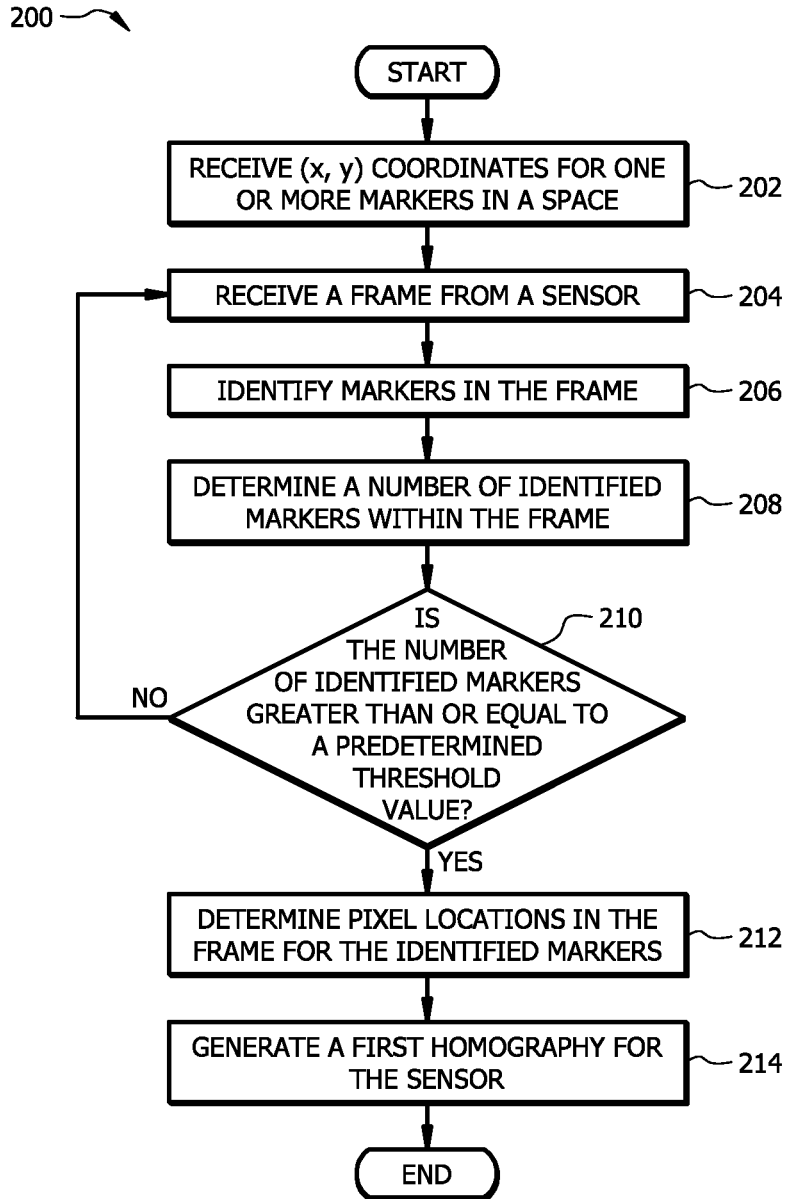 200
START
RECEIVE (x, y) COORDINATES FOR ONE
OR MORE MARKERS IN A SPACE
202
RECEIVE A FRAME FROM A SENSOR
204
IDENTIFY MARKERS IN THE FRAME
206
DETERMINE A NUMBER OF IDENTIFIED
MARKERS WITHIN THE FRAME
208
IS
THE NUMBER
OF IDENTIFIED MARKERS
GREATER THAN OR EQUAL TO
A PREDETERMINED
THRESHOLD
VALUE?
210
NO
YES
DETERMINE PIXEL LOCATIONS IN THE
FRAME FOR THE IDENTIFIED MARKERS
212
GENERATE A FIRST HOMOGRAPHY FOR
THE SENSOR
214
END